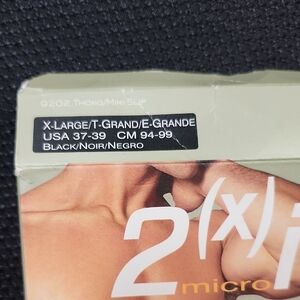 9202 Thong/Mini Slip
X-Large/T-Grand/E-Grande
USA 37-39 CM 94-99
Black/Noir/Negro
2(x)i
micro